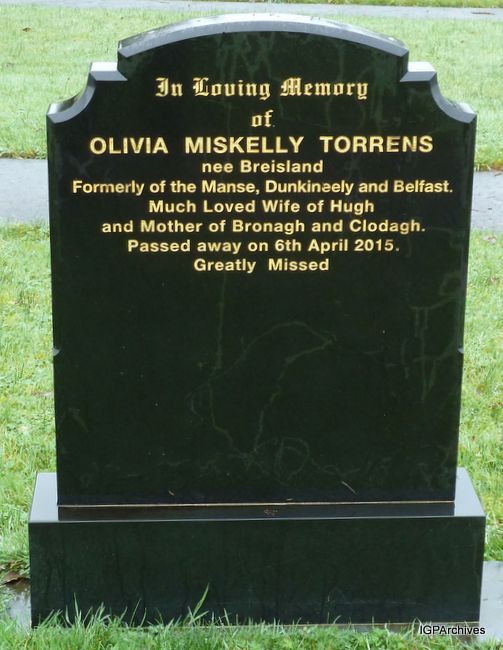 In Loving Memory
of
OLIVIA MISKELLY TORRENS
nee Breisland
Formerly of the Manse, Dunkineely and Belfast.
Much Loved Wife of Hugh
and Mother of Bronagh and Clodagh.
Passed away on 6th April 2015.
Greatly Missed
IGPArchives